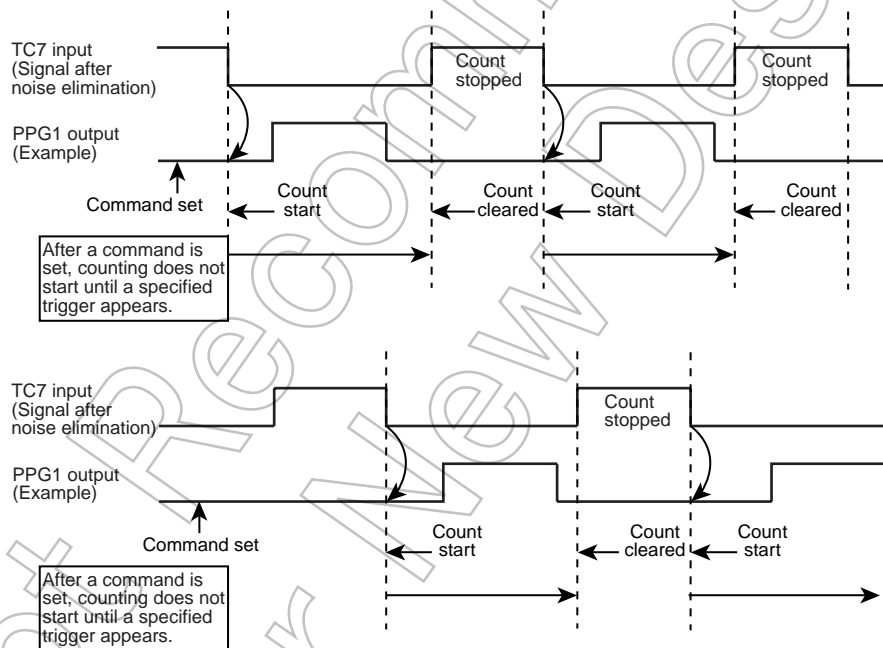 TC7 input
(Signal after
noise elimination)
Count
stopped
Count
stopped
PPG1 output
(Example)
Command set
Count
start
Count
cleared
Count
start
Count
cleared
After a command is
set, counting does not
start until a specified
trigger appears.
TC7 input
(Signal after
noise elimination)
Count
stopped
PPG1 output
(Example)
Command set
Count
start
Count
cleared
Count
start
After a command is
set, counting does not
start until a specified
trigger appears.